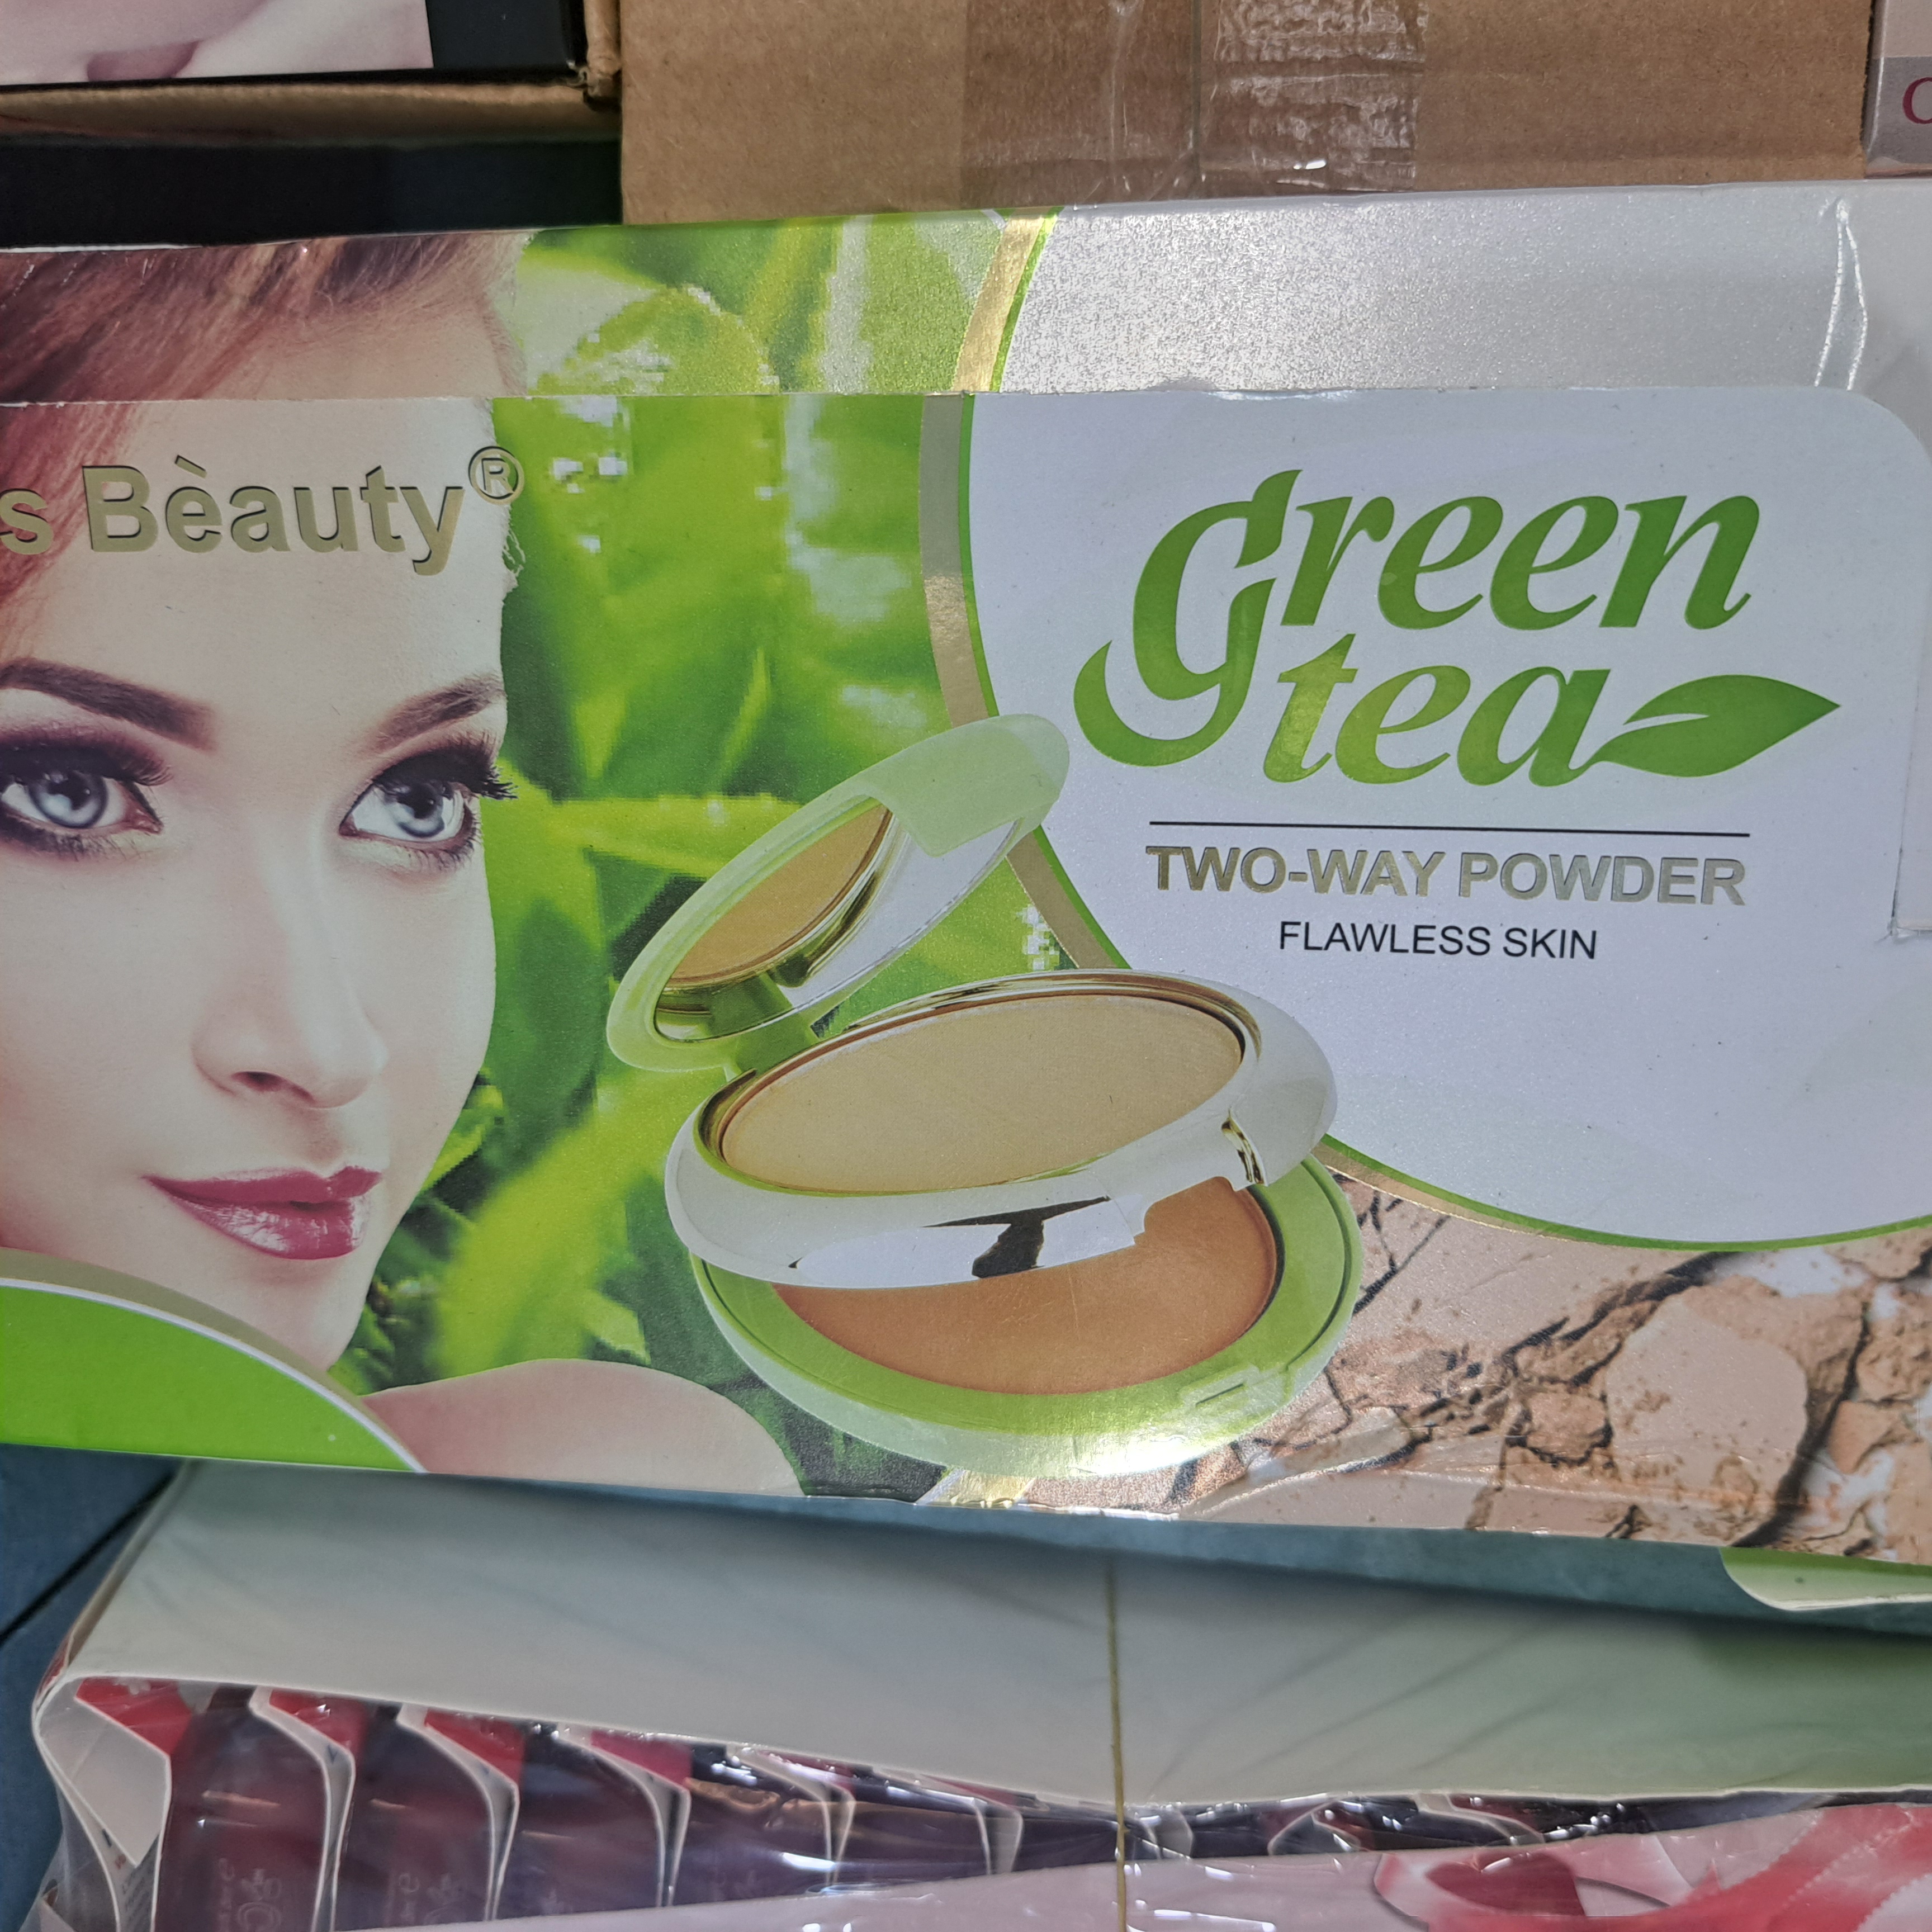 s Bèauty®
Green
tea
TWO-WAY POWDER
FLAWLESS SKIN